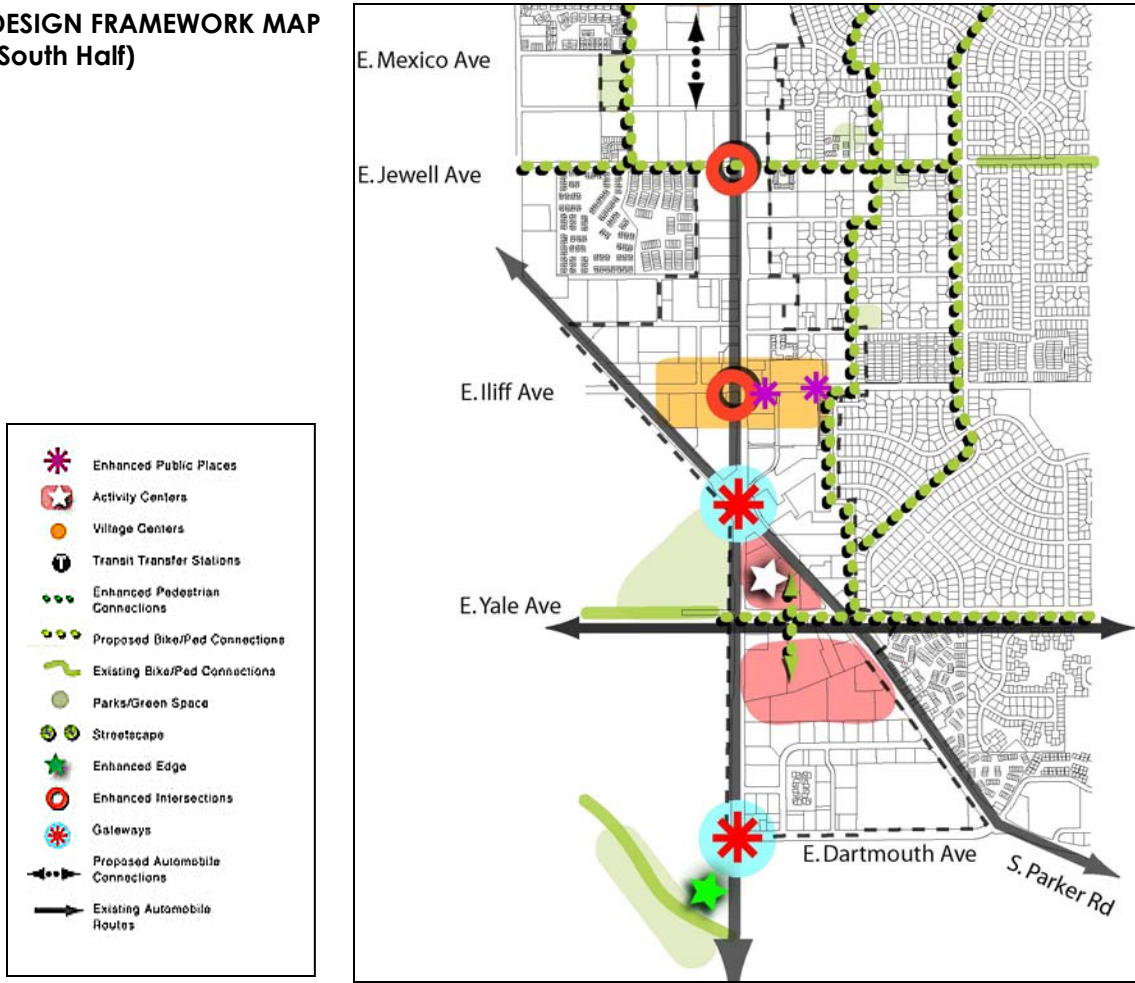 DESIGN FRAMEWORK MAP
(South Half)
E. Mexico Ave
E. Jewell Ave
E. Iliff Ave
E. Yale Ave
E. Dartmouth Ave
S. Parker Rd
Enhanced Public Places
Activity Centers
Village Centers
T
Transit Transfer Stations
Enhanced Pedestrian
Connections
Proposed Bike/Ped Connections
Existing Bike/Ped Connections
Parks/Green Space
Streetscape
Enhanced Edge
Enhanced Intersections
Gateways
Proposed Automobile
Connections
Existing Automobile
Routes